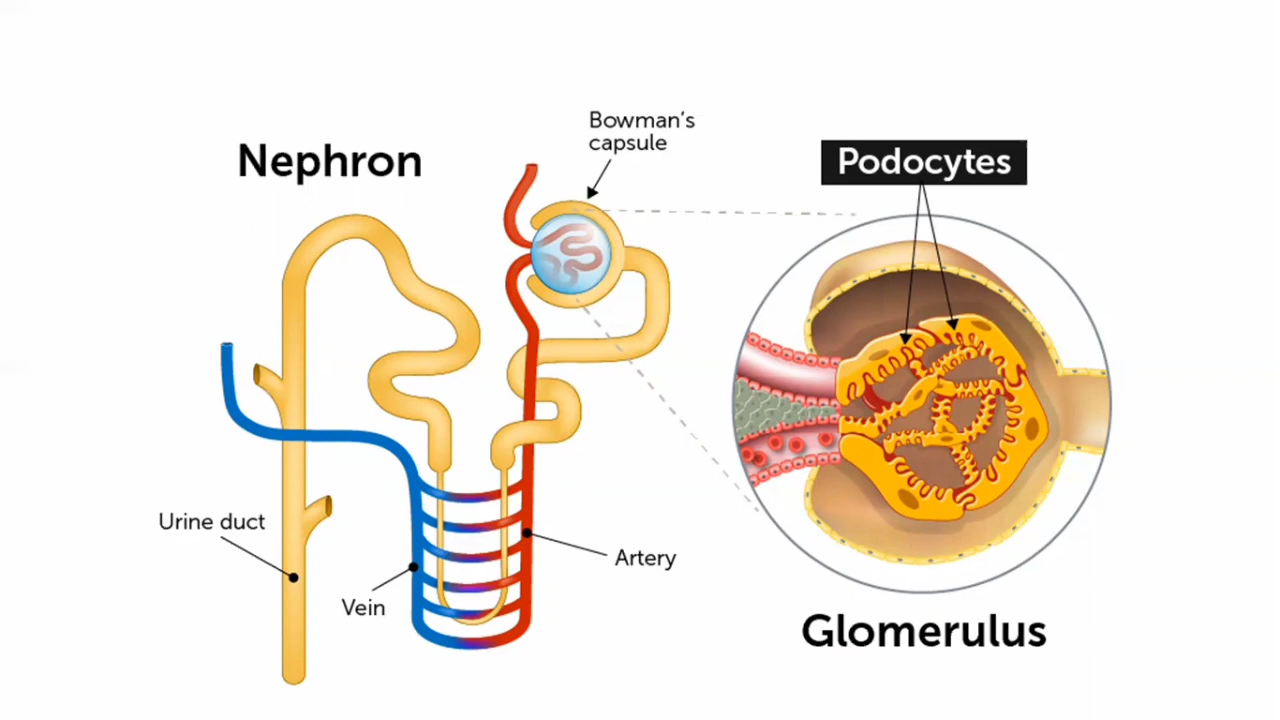 Nephron
Bowman's
capsule
Podocytes
Urine duct
Vein
Artery
Glomerulus